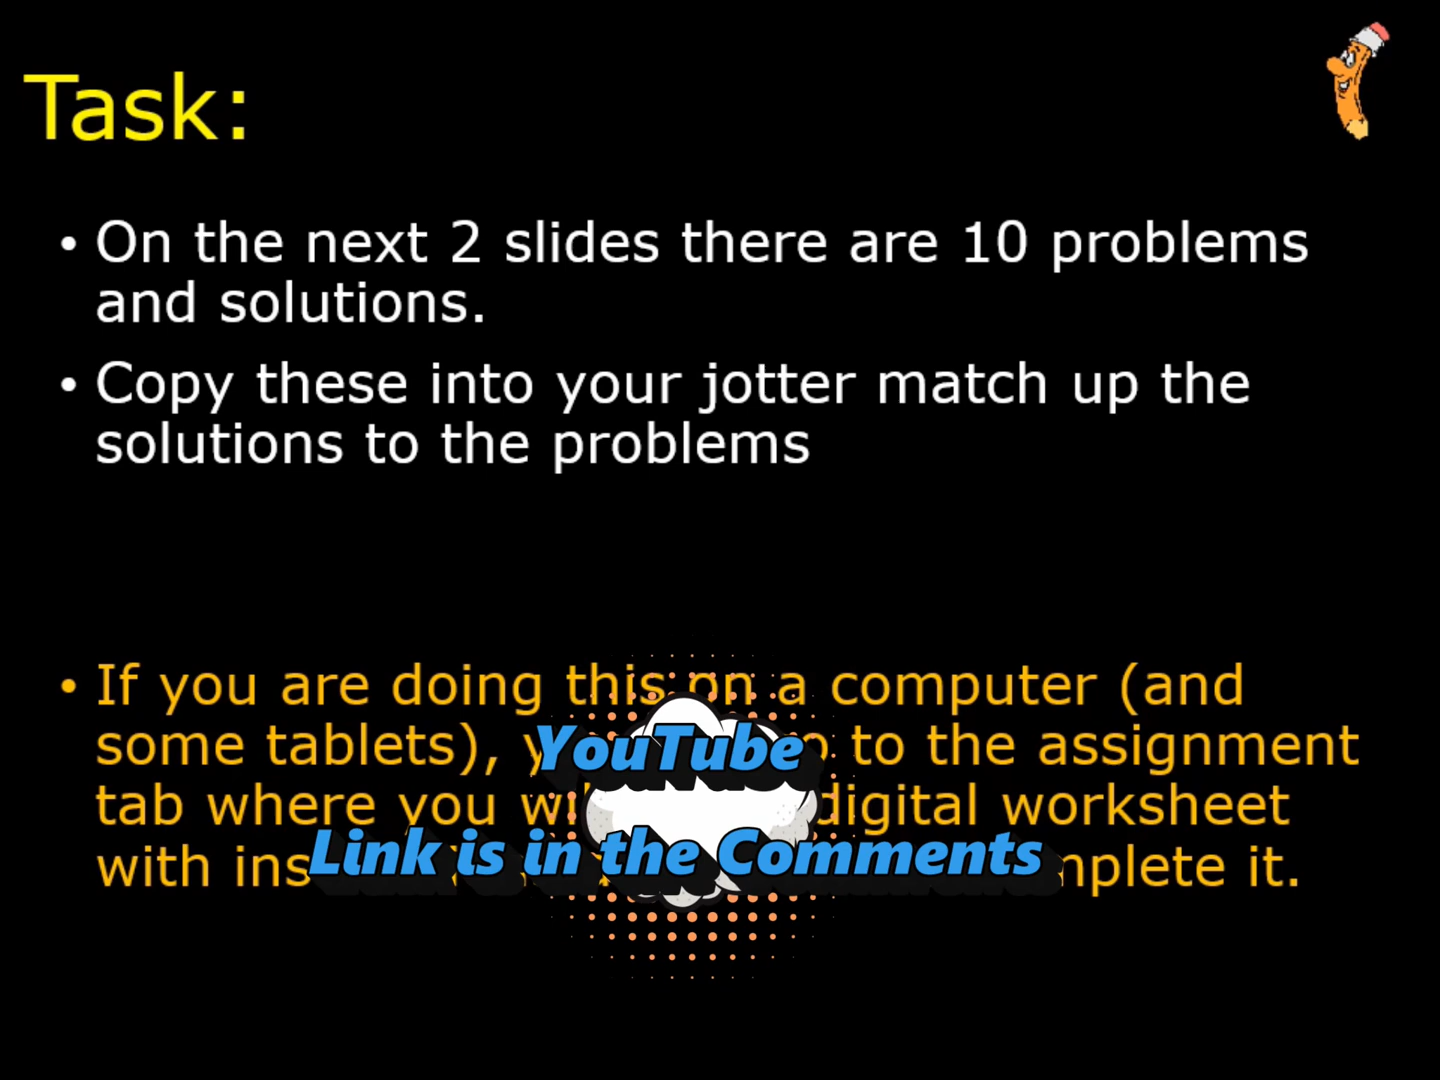 Task:
• On the next 2 slides there are 10 problems
and solutions.
• Copy these into your jotter match up the
solutions to the problems
• If you are doing this on a computer (and
some tablets), to the assignment
tab where you digital worksheet
with it.
YouTube
Link is in the Comments